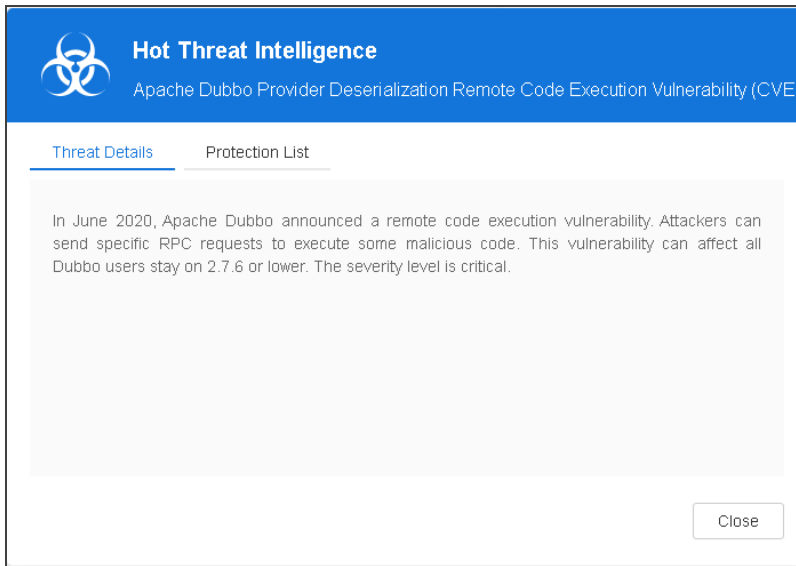 Hot Threat Intelligence
Apache Dubbo Provider Deserialization Remote Code Execution Vulnerability (CVE
Threat Details Protection List
In June 2020, Apache Dubbo announced a remote code execution vulnerability. Attackers can
send specific RPC requests to execute some malicious code. This vulnerability can affect all
Dubbo users stay on 2.7.6 or lower. The severity level is critical.
Close